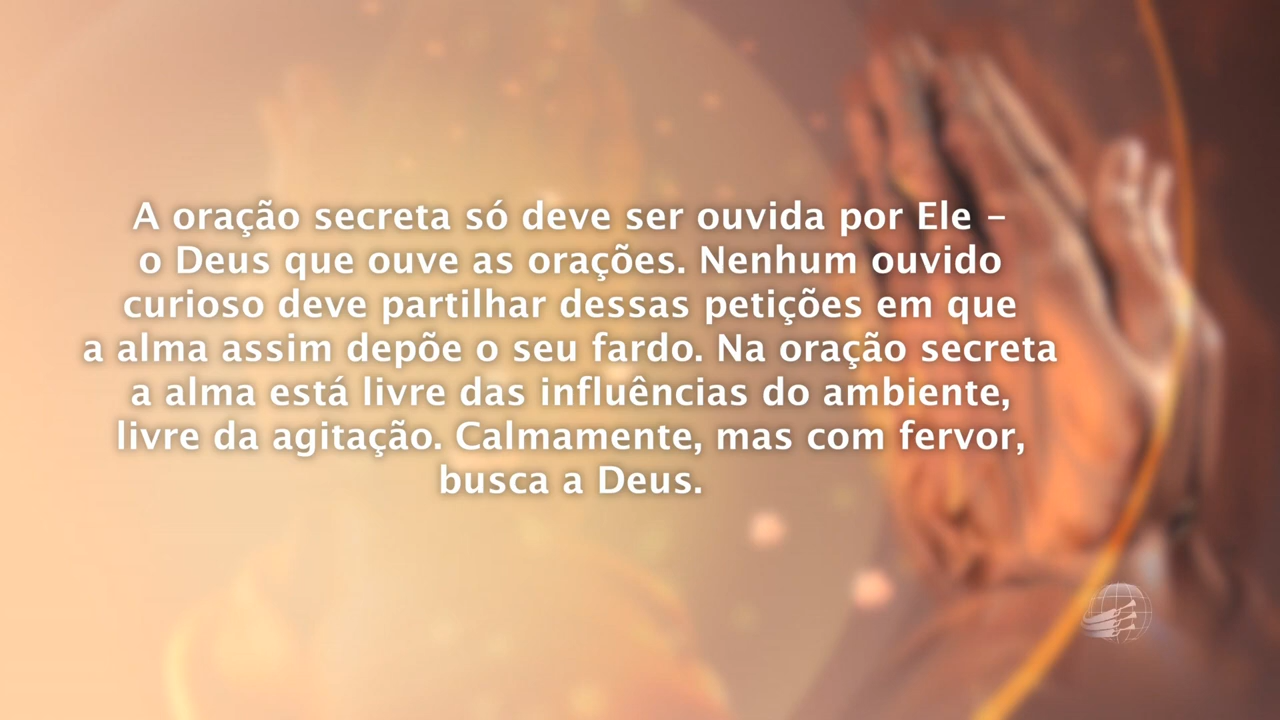 A oração secreta só deve ser ouvida por Ele –
o Deus que ouve as orações. Nenhum ouvido
curioso deve partilhar dessas petições em que
a alma assim depõe o seu fardo. Na oração secreta
a alma está livre das influências do ambiente,
livre da agitação. Calmamente, mas com fervor,
busca a Deus.